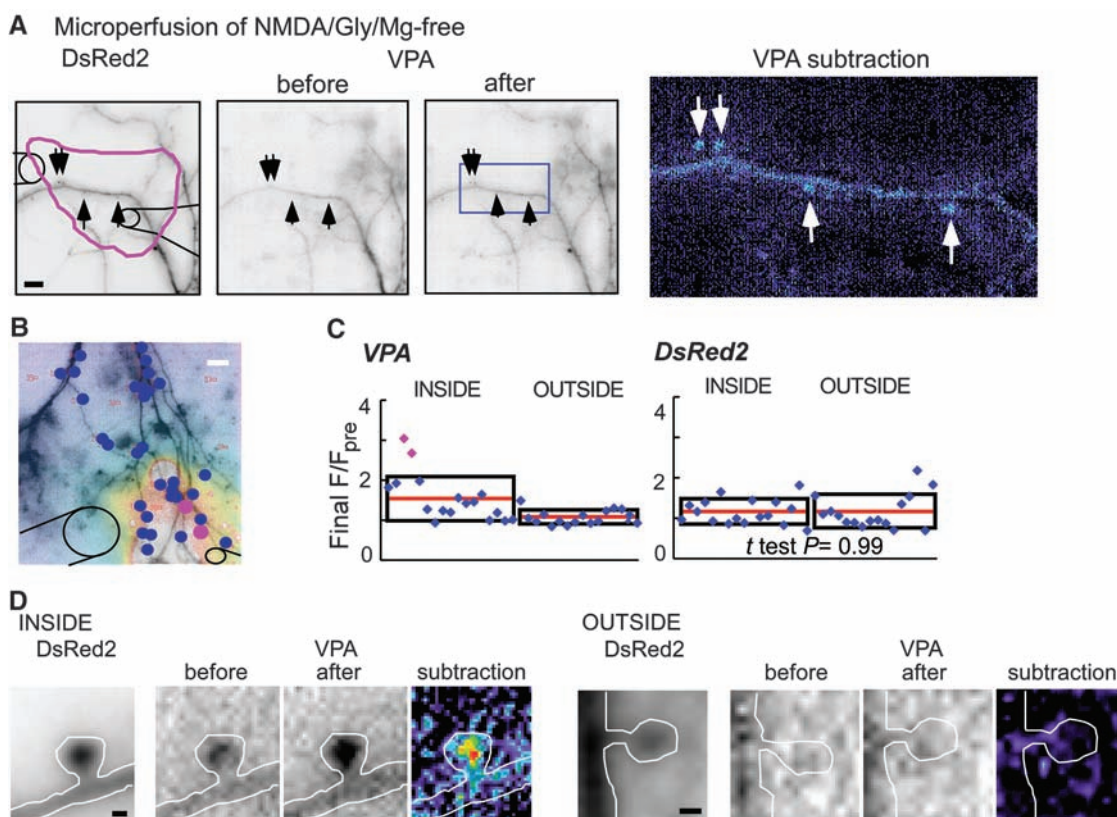 A Microperfusion of NMDA/Gly/Mg-free
DsRed2 VPA VPA subtraction
before after
B
C
VPA DsRed2
INSIDE OUTSIDE INSIDE OUTSIDE
Final F/Fpre
4 4
2 2
0 0
t test P= 0.99
D
INSIDE OUTSIDE
DsRed2 VPA DsRed2 VPA
before after subtraction before after subtraction